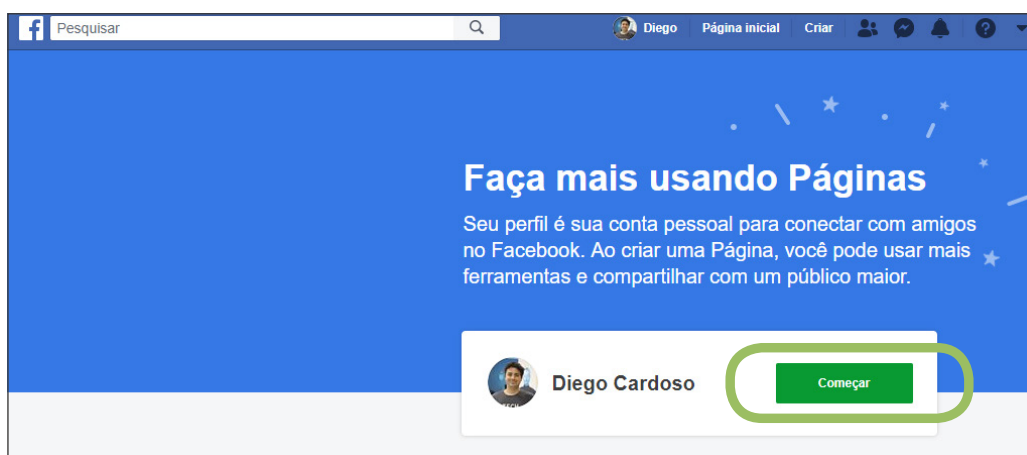 f Pesquisar Diego Página inicial Criar ?
Faça mais usando Páginas
Seu perfil é sua conta pessoal para conectar com amigos
no Facebook. Ao criar uma Página, você pode usar mais
ferramentas e compartilhar com um público maior.
Diego Cardoso Começar